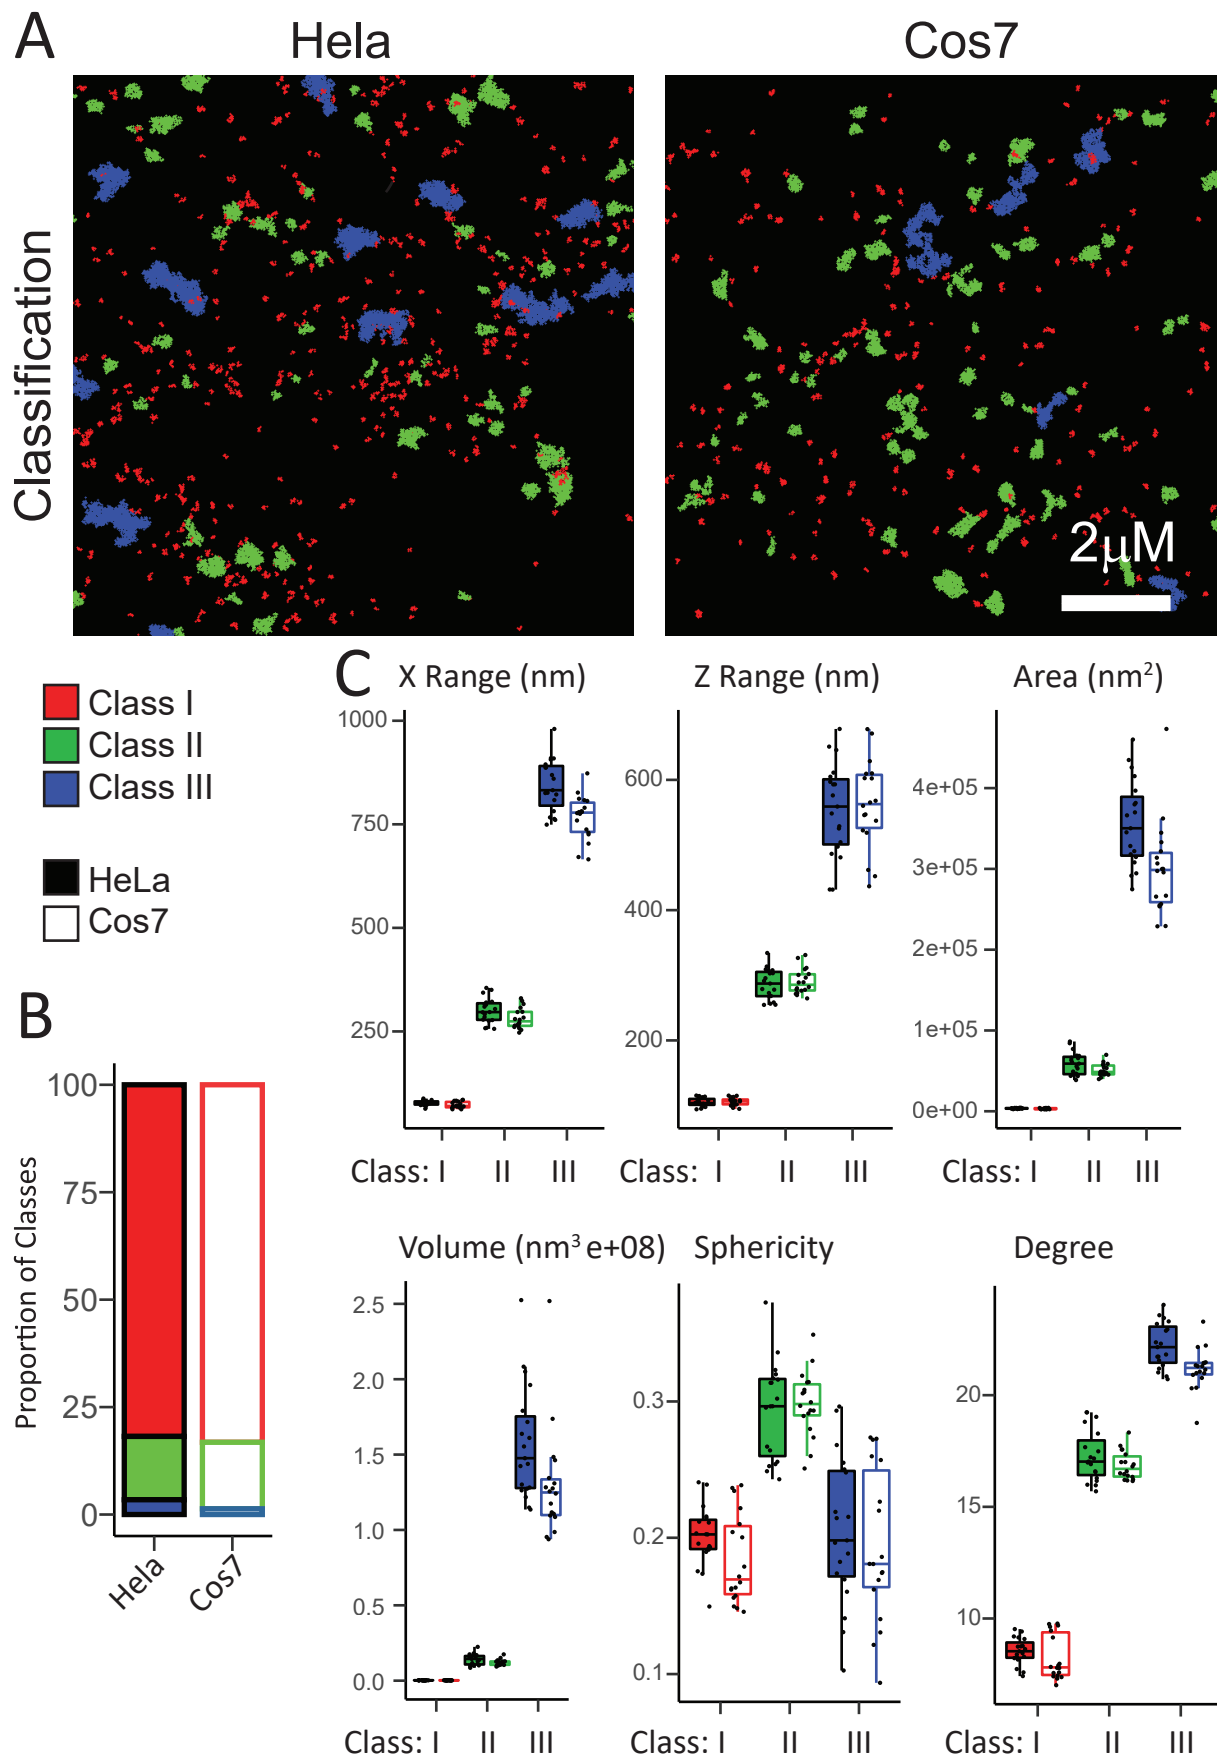 A
Hela
Cos7
Classification
2μM
Class I
Class II
Class III
HeLa
Cos7
B
100
75
50
25
0
Proportion of Classes
Hela
Cos7
C
X Range (nm)
1000
750
500
250
Class: I II III
Z Range (nm)
600
400
200
Class: I II III
Area (nm²)
4e+05
3e+05
2e+05
1e+05
0e+00
Class: I II III
Volume (nm³ e+08)
2.5
2.0
1.5
1.0
0.5
0.0
Class: I II III
Sphericity
0.3
0.2
0.1
Class: I II III
Degree
20
15
10
Class: I II III